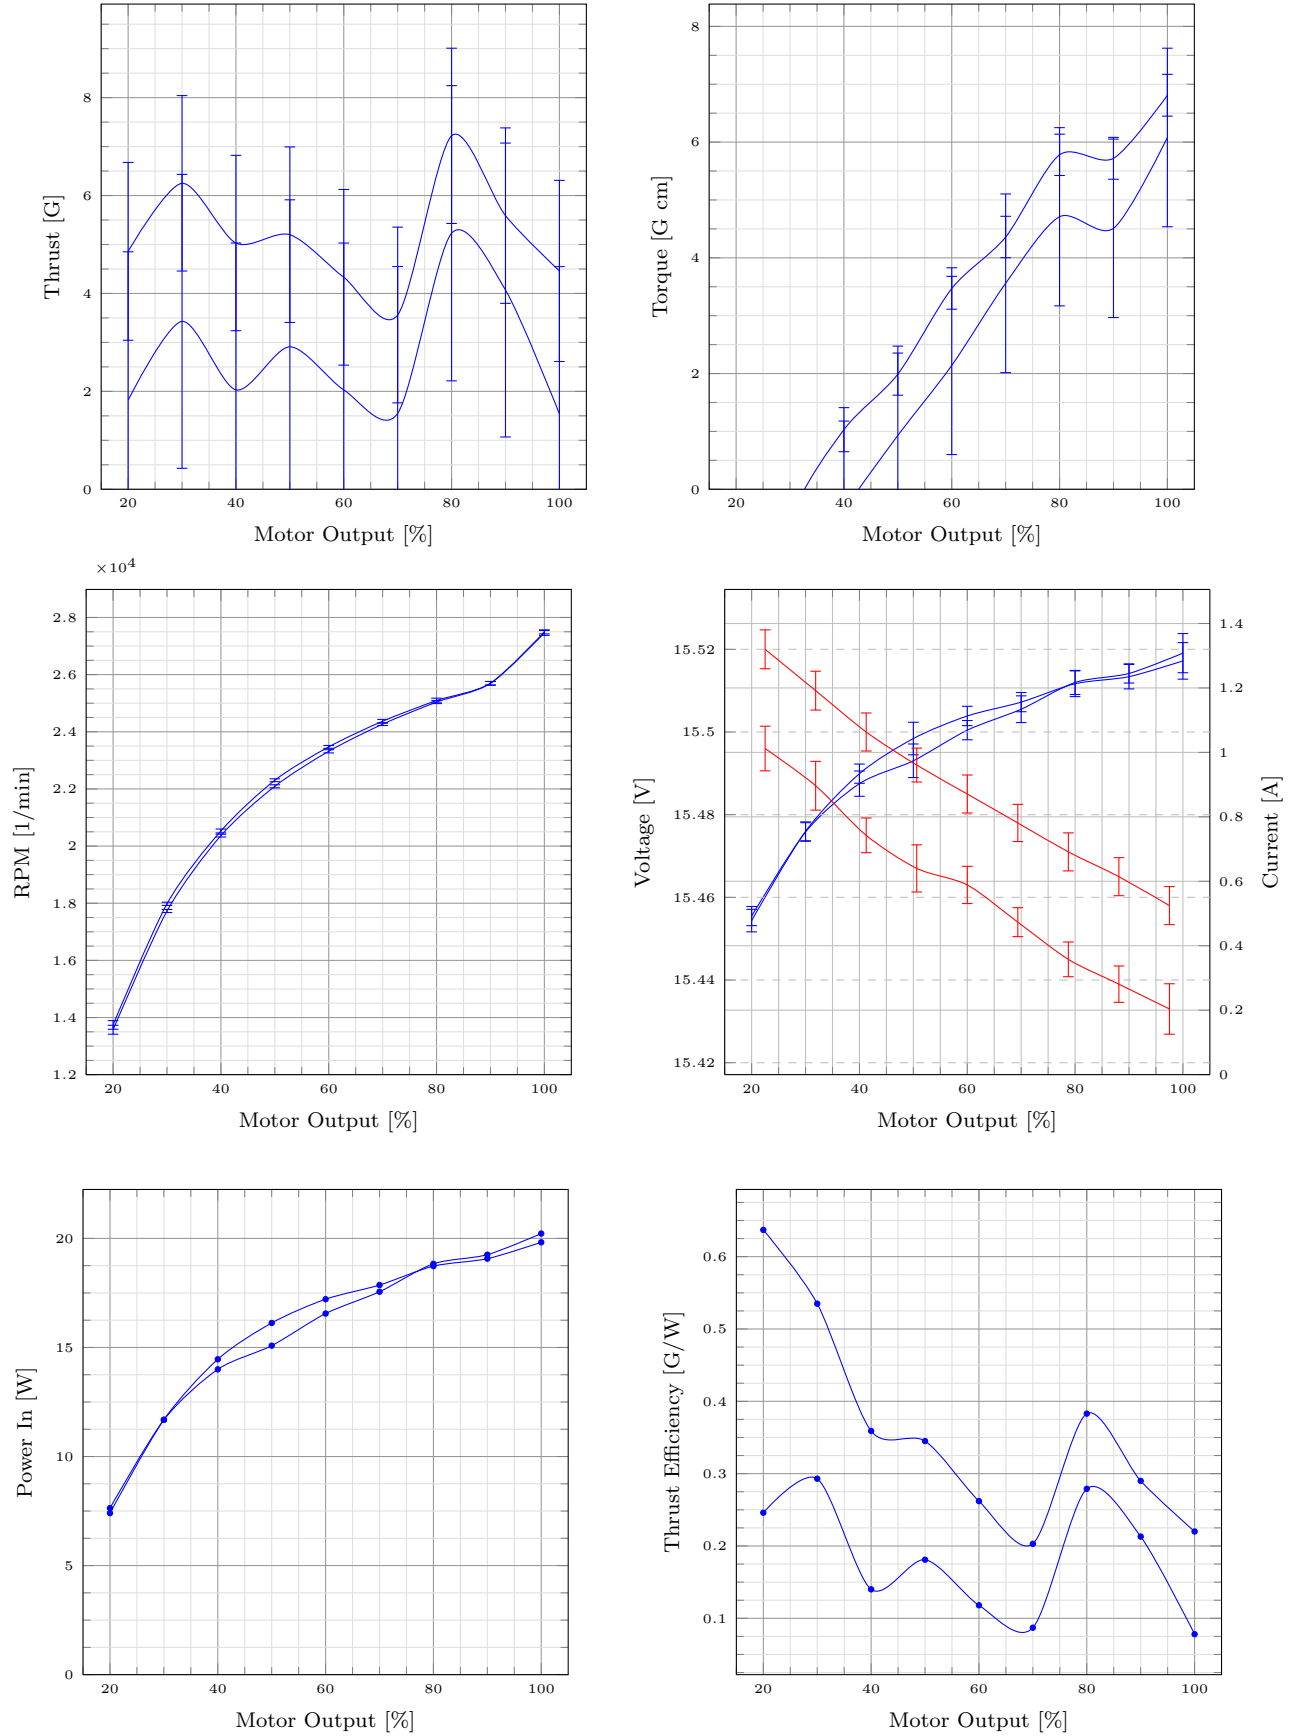 8
6
4
2
0
Thrust [G]
20 40 60 80 100
Motor Output [%]
8
6
4
2
0
Torque [G cm]
20 40 60 80 100
Motor Output [%]
×10⁴
2.8
2.6
2.4
2.2
2
1.8
1.6
1.4
1.2
RPM [1/min]
20 40 60 80 100
Motor Output [%]
15.52
15.5
15.48
15.46
15.44
15.42
Voltage [V]
1.4
1.2
1
0.8
0.6
0.4
0.2
0
Current [A]
20 40 60 80 100
Motor Output [%]
20
15
10
5
0
Power In [W]
20 40 60 80 100
Motor Output [%]
0.6
0.5
0.4
0.3
0.2
0.1
Thrust Efficiency [G/W]
20 40 60 80 100
Motor Output [%]